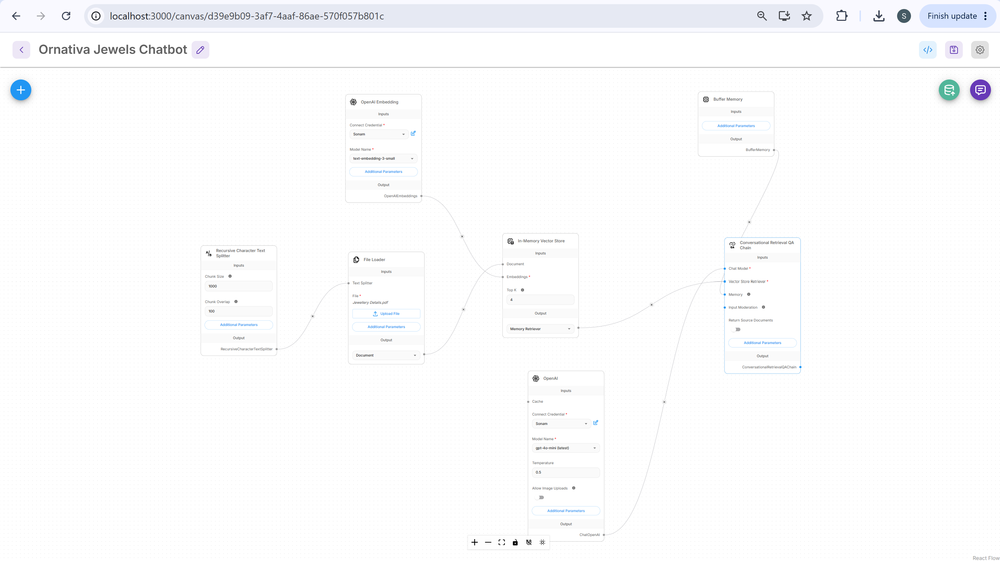 localhost:3000/canvas/d39e9b09-3af7-4aaf-86ae-570f057b801c
S
Finish update
Ornativa Jewels Chatbot
OpenAI Embedding
Inputs
Connect Credential *
Sonam
Model Name *
text-embedding-3-small
Additional Parameters
Output
OpenAIEmbeddings
Buffer Memory
Inputs
Additional Parameters
Output
BufferMemory
A/B
Recursive Character Text
Splitter
Inputs
Chunk Size
1000
Chunk Overlap
100
Additional Parameters
Output
RecursiveCharacterTextSplitter
File Loader
Inputs
Text Splitter
File *
Jewellery Details.pdf
Upload File
Additional Parameters
Output
Document
In-Memory Vector Store
Inputs
Document
Embeddings *
Top K
4
Output
Memory Retriever
QA
Conversational Retrieval QA
Chain
Inputs
Chat Model *
Vector Store Retriever *
Memory
Input Moderation
Return Source Documents
Additional Parameters
Output
ConversationalRetrievalQAChain
OpenAI
Inputs
Cache
Connect Credential *
Sonam
Model Name *
gpt-4o-mini (latest)
Temperature
0.5
Allow Image Uploads
Additional Parameters
Output
ChatOpenAI
React Flow